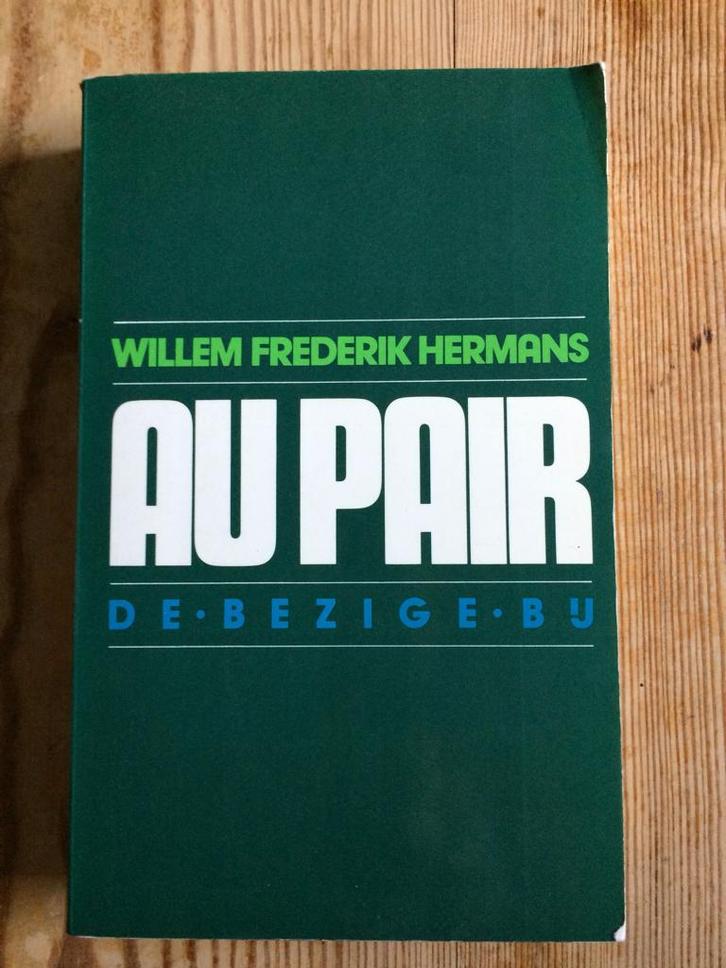 WILLEM FREDERIK HERMANS
AU PAIR
DE·BEZIGE·BIJ